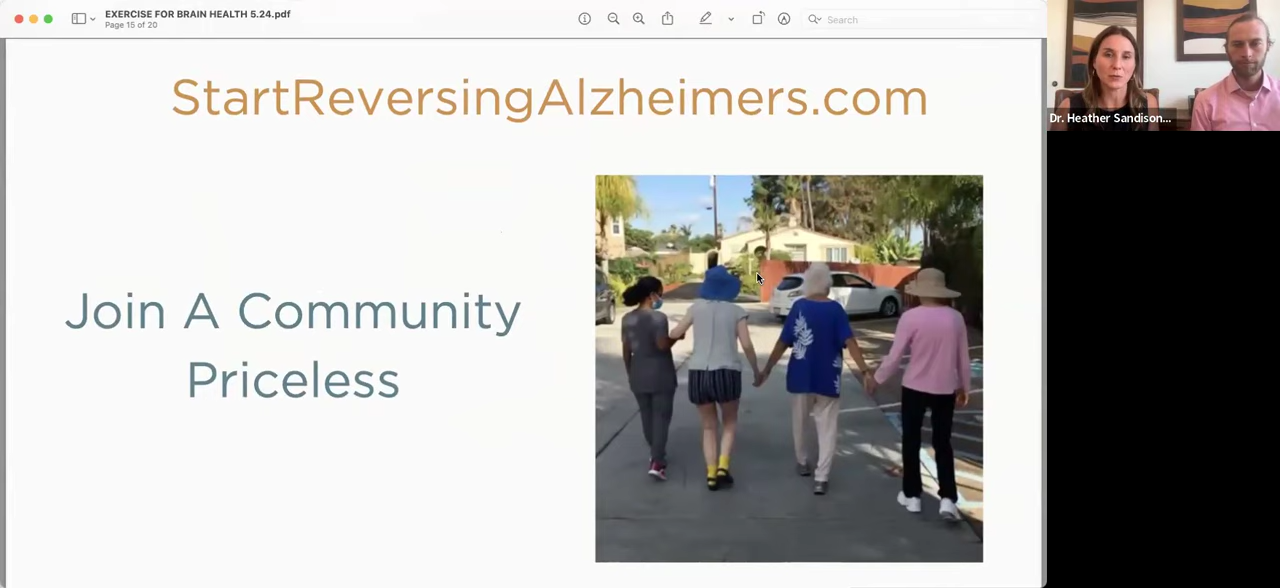 EXERCISE FOR BRAIN HEALTH 5.24.pdf
Page 15 of 20
Search
StartReversingAlzheimers.com
Join A Community
Priceless
Dr. Heather Sandison...